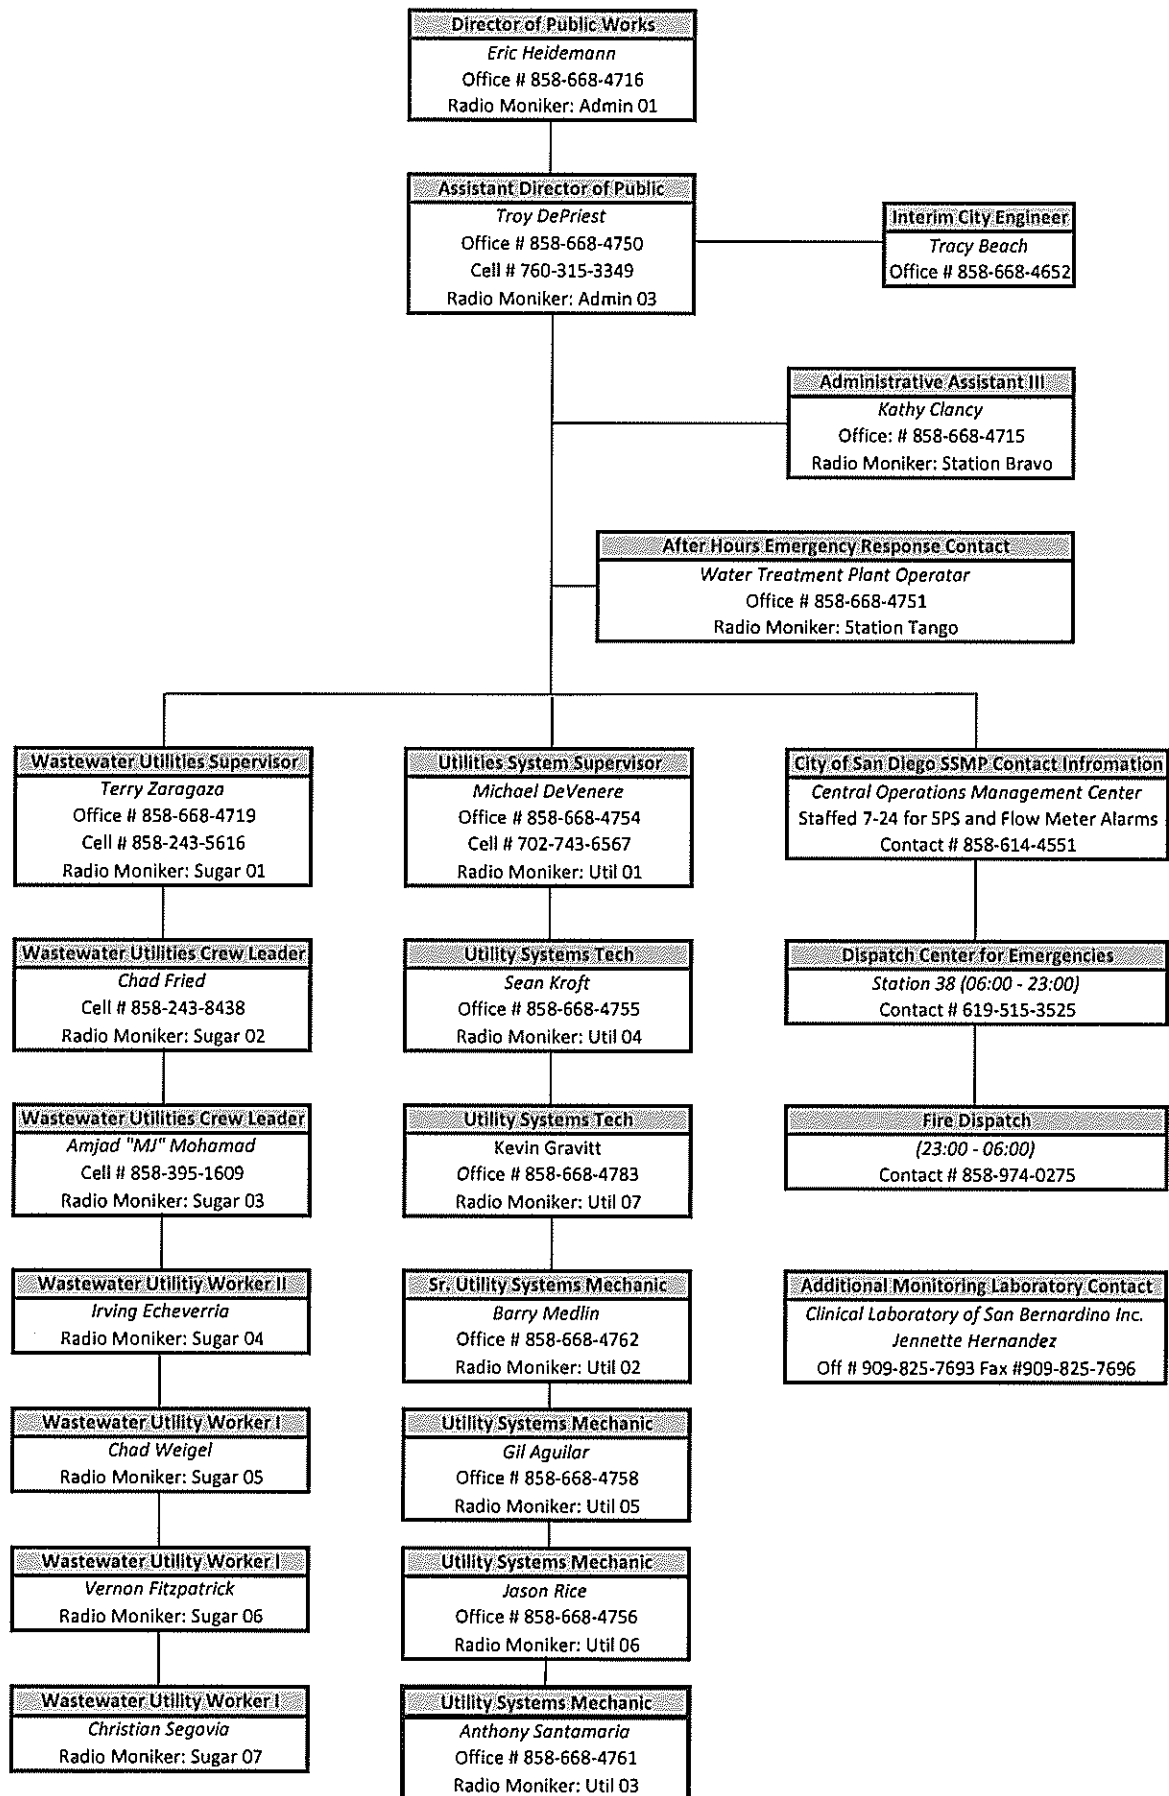 Director of Public Works
Eric Heidemann
Office # 858-668-4716
Radio Moniker: Admin 01
Assistant Director of Public
Troy DePriest
Office # 858-668-4750
Cell # 760-315-3349
Radio Moniker: Admin 03
Interim City Engineer
Tracy Beach
Office # 858-668-4652
Administrative Assistant III
Kathy Clancy
Office: # 858-668-4715
Radio Moniker: Station Bravo
After Hours Emergency Response Contact
Water Treatment Plant Operator
Office # 858-668-4751
Radio Moniker: Station Tango
Wastewater Utilities Supervisor
Terry Zaragoza
Office # 858-668-4719
Cell # 858-243-5616
Radio Moniker: Sugar 01
Wastewater Utilities Crew Leader
Chad Fried
Cell # 858-243-8438
Radio Moniker: Sugar 02
Wastewater Utilities Crew Leader
Amjad "MJ" Mohamad
Cell # 858-395-1609
Radio Moniker: Sugar 03
Wastewater Utilitiy Worker II
Irving Echeverria
Radio Moniker: Sugar 04
Wastewater Utility Worker I
Chad Weigel
Radio Moniker: Sugar 05
Wastewater Utility Worker I
Vernon Fitzpatrick
Radio Moniker: Sugar 06
Wastewater Utility Worker I
Christian Segovia
Radio Moniker: Sugar 07
Utilities System Supervisor
Michael DeVenere
Office # 858-668-4754
Cell # 702-743-6567
Radio Moniker: Util 01
Utility Systems Tech
Sean Kroft
Office # 858-668-4755
Radio Moniker: Util 04
Utility Systems Tech
Kevin Gravitt
Office # 858-668-4783
Radio Moniker: Util 07
Sr. Utility Systems Mechanic
Barry Medlin
Office # 858-668-4762
Radio Moniker: Util 02
Utility Systems Mechanic
Gil Aguilar
Office # 858-668-4758
Radio Moniker: Util 05
Utility Systems Mechanic
Jason Rice
Office # 858-668-4756
Radio Moniker: Util 06
Utility Systems Mechanic
Anthony Santamaria
Office # 858-668-4761
Radio Moniker: Util 03
City of San Diego SSMP Contact Infromation
Central Operations Management Center
Staffed 7-24 for SPS and Flow Meter Alarms
Contact # 858-614-4551
Dispatch Center for Emergencies
Station 38 (06:00 - 23:00)
Contact # 619-515-3525
Fire Dispatch
(23:00 - 06:00)
Contact # 858-974-0275
Additional Monitoring Laboratory Contact
Clinical Laboratory of San Bernardino Inc.
Jennette Hernandez
Off # 909-825-7693 Fax #909-825-7696